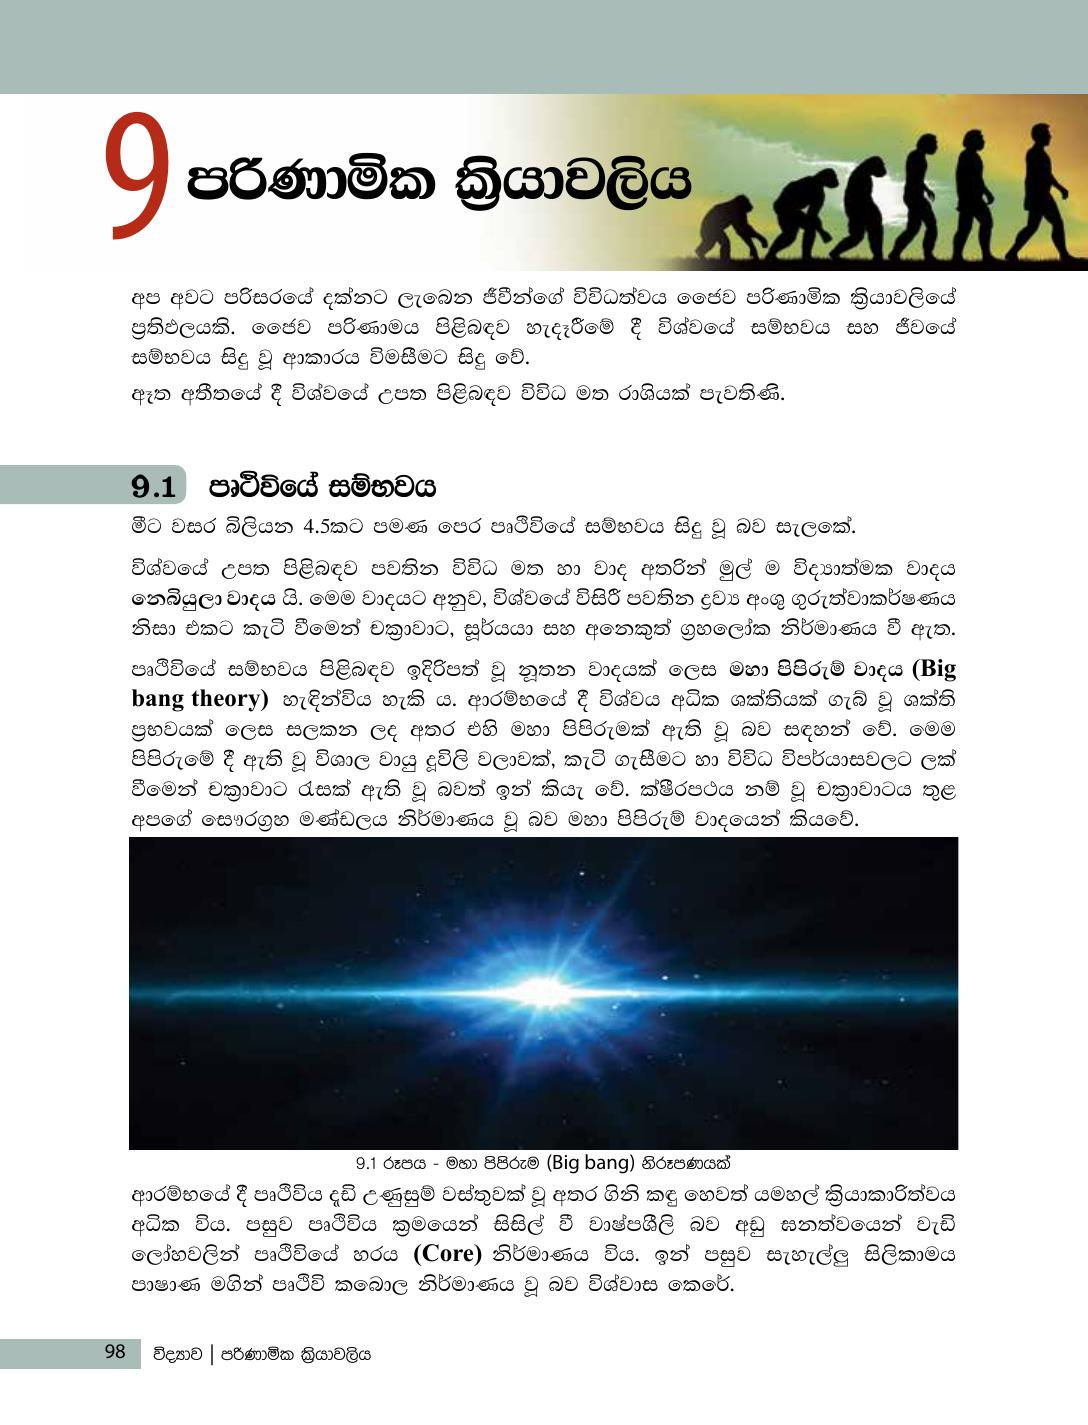 9 පරිණාමික ක්‍රියාවලිය
අප අවට පරිසරයේ දක්නට ලැබෙන ජීවීන්ගේ විවිධත්වය ජෛව පරිණාමික ක්‍රියාවලියේ
ප්‍රතිඵලයකි. ජෛව පරිණාමය පිළිබඳව හැදෑරීමේ දී විශ්වයේ සම්භවය සහ ජීවයේ
සම්භවය සිදු වූ ආකාරය විමසීමට සිදු වේ.
ඈත අතීතයේ දී විශ්වයේ උපත පිළිබඳව විවිධ මත රාශියක් පැවතිණි.
9.1 පෘථිවියේ සම්භවය
මීට වසර බිලියන 4.5කට පමණ පෙර පෘථිවියේ සම්භවය සිදු වූ බව සැලකේ.
විශ්වයේ උපත පිළිබඳව පවතින විවිධ මත හා වාද අතරින් මුල් ම විද්‍යාත්මක වාදය
නෙබියුලා වාදය යි. මෙම වාදයට අනුව, විශ්වයේ විසිරී පවතින ද්‍රව්‍ය අංශු ගුරුත්වාකර්ෂණය
නිසා එකට කැටි වීමෙන් චක්‍රාවාට, සූර්යයා සහ අනෙකුත් ග්‍රහලෝක නිර්මාණය වී ඇත.
පෘථිවියේ සම්භවය පිළිබඳව ඉදිරිපත් වූ නූතන වාදයක් ලෙස මහා පිපිරුම් වාදය (Big
bang theory) හැඳින්විය හැකි ය. ආරම්භයේ දී විශ්වය අධික ශක්තියක් ගැබ් වූ ශක්ති
ප්‍රභවයක් ලෙස සලකන ලද අතර එහි මහා පිපිරුමක් ඇති වූ බව සඳහන් වේ. මෙම
පිපිරුමේ දී ඇති වූ විශාල වායු දූවිලි වලාවක්, කැටි ගැසීමට හා විවිධ විපර්යාසවලට ලක්
වීමෙන් චක්‍රාවාට රැසක් ඇති වූ බවත් ඉන් කියැ වේ. ක්ෂීරපථය නම් වූ චක්‍රාවාටය තුළ
අපගේ සෞරග්‍රහ මණ්ඩලය නිර්මාණය වූ බව මහා පිපිරුම් වාදයෙන් කියවේ.
9.1 රූපය - මහා පිපිරුම (Big bang) නිරූපණයක්
ආරම්භයේ දී පෘථිවිය දැඩි උණුසුම් වස්තුවක් වූ අතර ගිනි කඳු හෙවත් යමහල් ක්‍රියාකාරිත්වය
අධික විය. පසුව පෘථිවිය ක්‍රමයෙන් සිසිල් වී වාෂ්පශීලි බව අඩු ඝනත්වයෙන් වැඩි
ලෝහවලින් පෘථිවියේ හරය (Core) නිර්මාණය විය. ඉන් පසුව සැහැල්ලු සිලිකාමය
පාෂාණ මගින් පෘථිවි කබොල නිර්මාණය වූ බව විශ්වාස කෙරේ.
98 විද්‍යාව | පරිණාමික ක්‍රියාවලිය